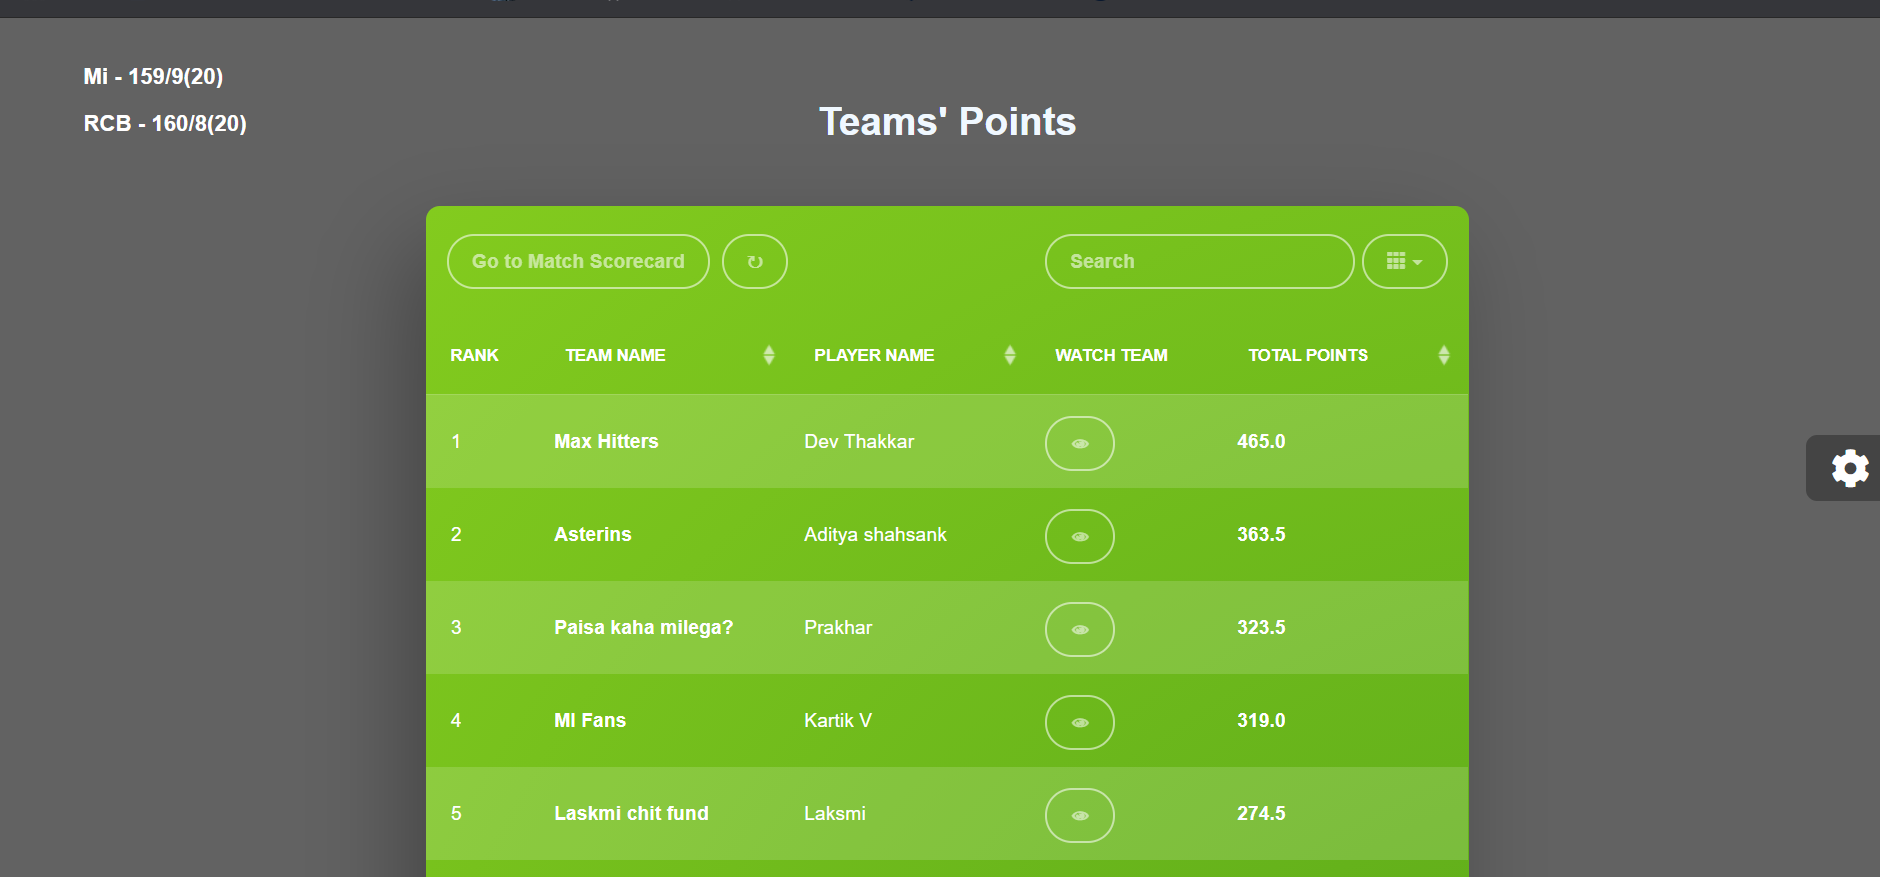 Mi - 159/9(20)
RCB - 160/8(20)
Teams' Points
Go to Match Scorecard
Search
RANK TEAM NAME PLAYER NAME WATCH TEAM TOTAL POINTS
1 Max Hitters Dev Thakkar 465.0
2 Asterins Aditya shahsank 363.5
3 Paisa kaha milega? Prakhar 323.5
4 MI Fans Kartik V 319.0
5 Laskmi chit fund Laksmi 274.5